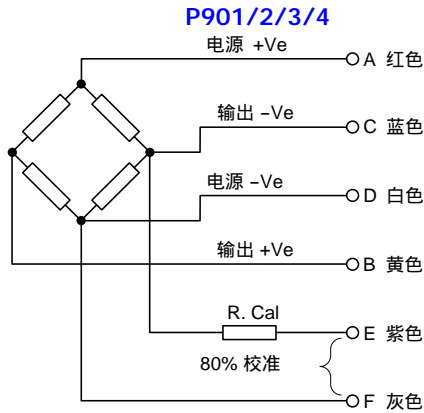 P901/2/3/4
电源 +Ve
A 红色
输出 –Ve
C 蓝色
电源 –Ve
D 白色
输出 +Ve
B 黄色
R. Cal
E 紫色
80% 校准
F 灰色